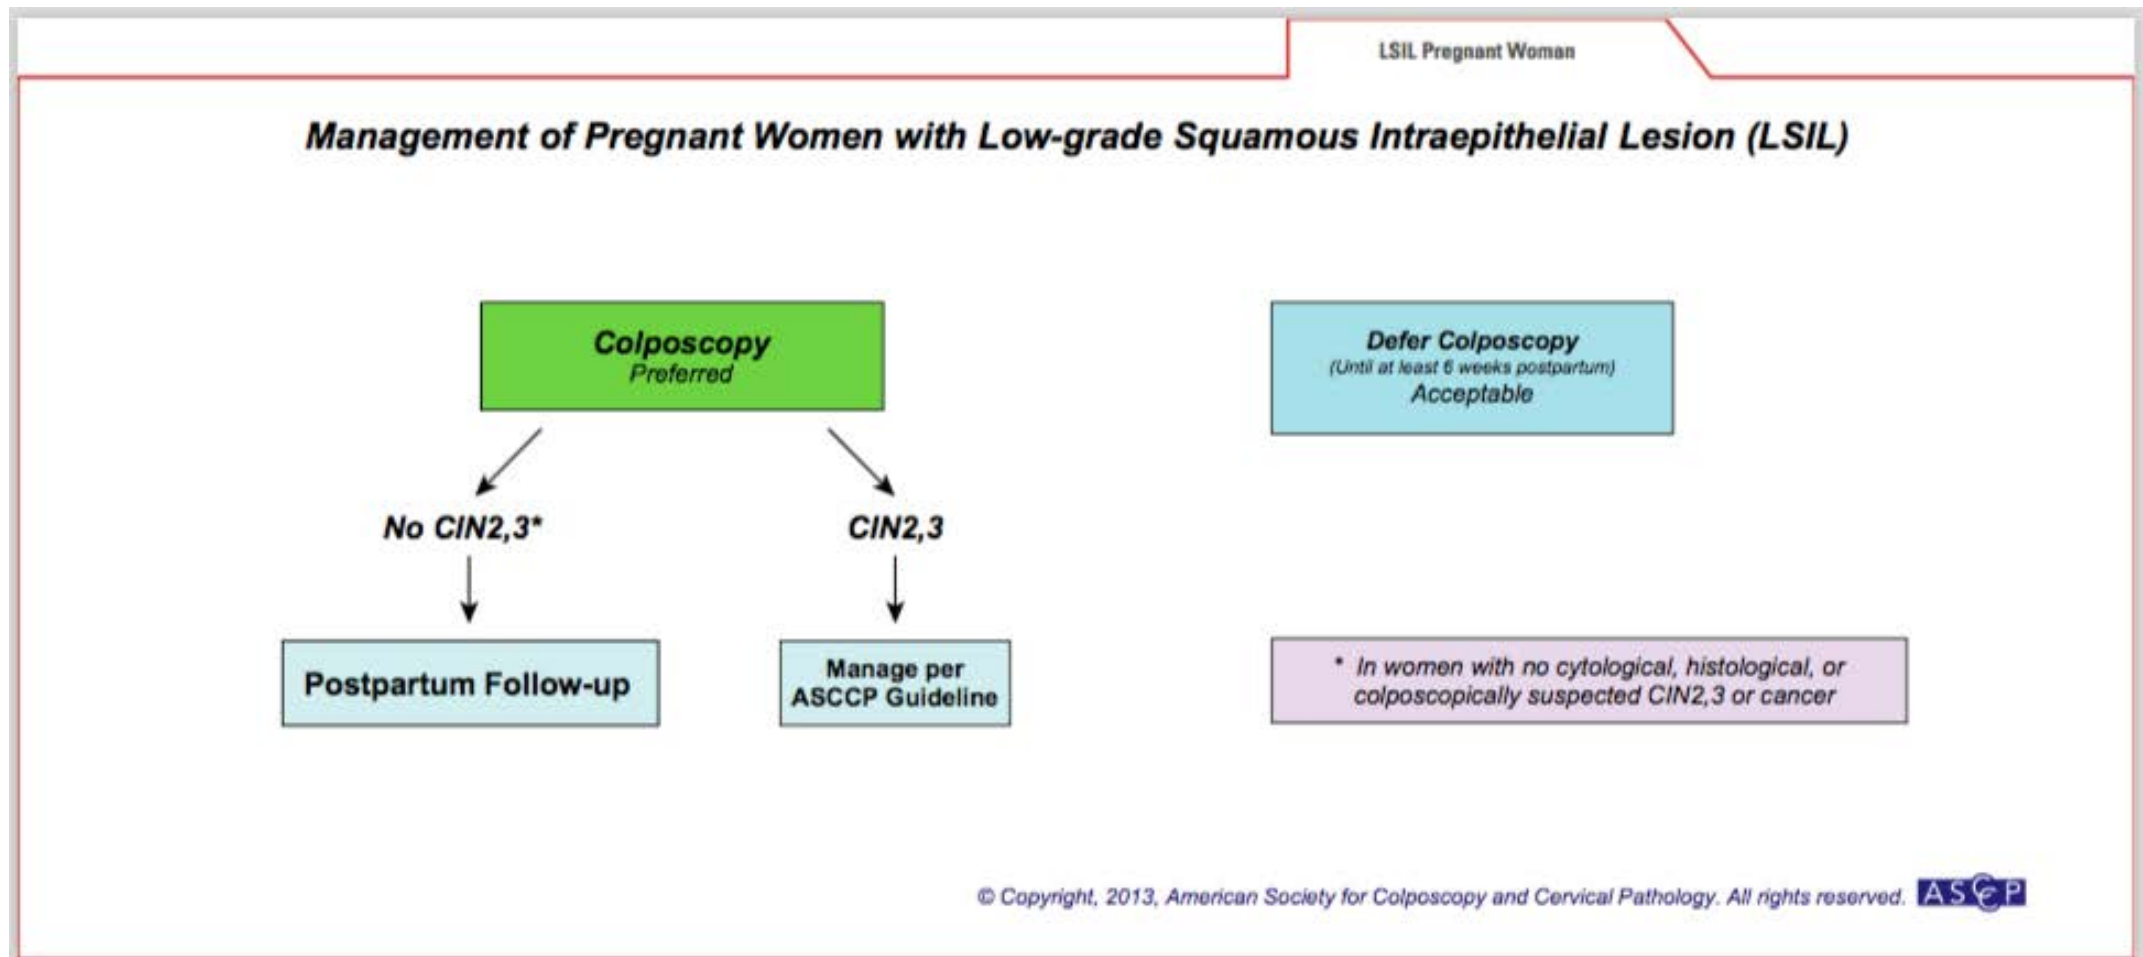 LSIL Pregnant Woman
Management of Pregnant Women with Low-grade Squamous Intraepithelial Lesion (LSIL)
Colposcopy
Preferred
Defer Colposcopy
(Until at least 6 weeks postpartum)
Acceptable
No CIN2,3*
CIN2,3
Postpartum Follow-up
Manage per
ASCCP Guideline
* In women with no cytological, histological, or
colposcopically suspected CIN2,3 or cancer
© Copyright, 2013, American Society for Colposcopy and Cervical Pathology. All rights reserved.
ASCCP